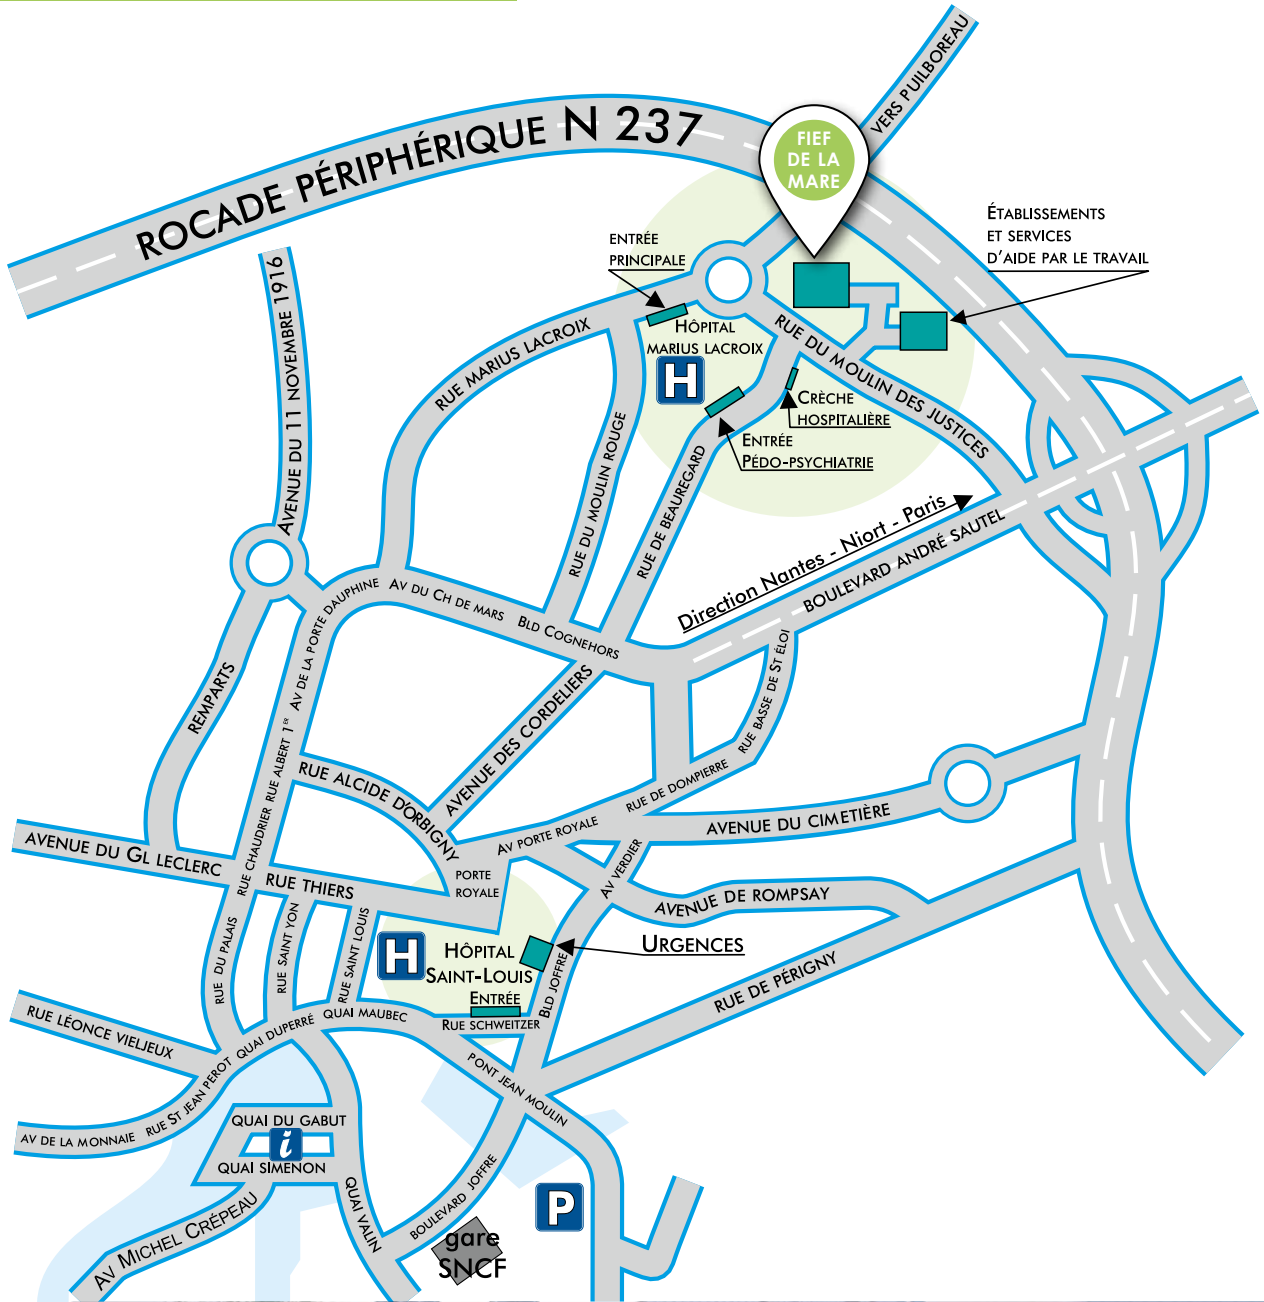 VERS PUILBOREAU
ROCADE PÉRIPHÉRIQUE N 237
FIEF
DE LA
MARE
ÉTABLISSEMENTS
ET SERVICES
D'AIDE PAR LE TRAVAIL
ENTRÉE
PRINCIPALE
AVENUE DU 11 NOVEMBRE 1916
RUE MARIUS LACROIX
HÔPITAL
MARIUS LACROIX
H
RUE DU MOULIN DES JUSTICES
CRÈCHE
HOSPITALIÈRE
ENTRÉE
PÉDO-PSYCHIATRIE
RUE DU MOULIN ROUGE
RUE DE BEAUREGARD
Direction Nantes - Niort - Paris
BOULEVARD ANDRÉ SAUTEL
AV DE LA PORTE DAUPHINE
AV DU CH DE MARS
BLD COGNEHORS
REMPARTS
AVENUE DES CORDELIERS
RUE BASSE DE ST ÉLOI
RUE ALBERT 1ER
RUE ALCIDE D'ORBIGNY
RUE DE DOMPIERRE
AV PORTE ROYALE
AVENUE DU CIMETIÈRE
AVENUE DU GL LECLERC
RUE CHAUDRIER
RUE THIERS
PORTE
ROYALE
AV VERDIER
AVENUE DE ROMPSAY
RUE DU PALAIS
RUE SAINT YON
RUE SAINT LOUIS
H
HÔPITAL
SAINT-LOUIS
URGENCES
ENTRÉE
RUE SCHWEITZER
BLD JOFFRE
RUE DE PÉRIGNY
RUE LÉONCE VIELJEUX
QUAI DUPERRÉ
QUAI MAUBEC
PONT JEAN MOULIN
AV DE LA MONNAIE
RUE ST JEAN PEROT
QUAI DU GABUT
i
QUAI SIMENON
QUAI VALIN
BOULEVARD JOFFRE
P
AV MICHEL CRÉPEAU
gare
SNCF